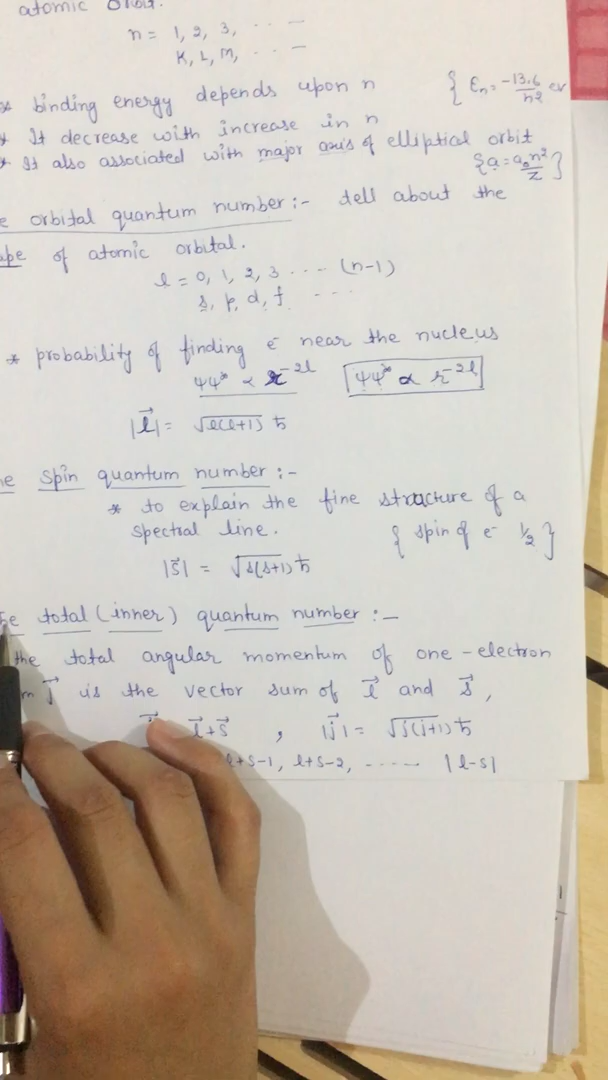 atomic orbit.
n = 1, 2, 3, ....
K, L, M, ....
* binding energy depends upon n { En = -13.6/n² ev
* It decrease with increase in n
* It also associated with major axis of elliptical orbit
{a = a₀n²/Z}
e orbital quantum number :- tell about the
ape of atomic orbital.
l = 0, 1, 2, 3 .... (n-1)
s, p, d, f ...
* probability of finding e⁻ near the nucleus
ψψ* ∝ r⁻²ˡ ψψ* ∝ r⁻²ˡ
|l⃗| = √l(l+1) ħ
e spin quantum number :-
* to explain the fine structure of a
spectral line. { spin of e⁻ 1/2 }
|s⃗| = √s(s+1) ħ
total (inner) quantum number :-
the total angular momentum of one-electron
m j⃗ is the vector sum of l⃗ and s⃗,
l⃗+s⃗ , |j⃗| = √j(j+1) ħ
l+s-1, l+s-2, ...... |l-s|